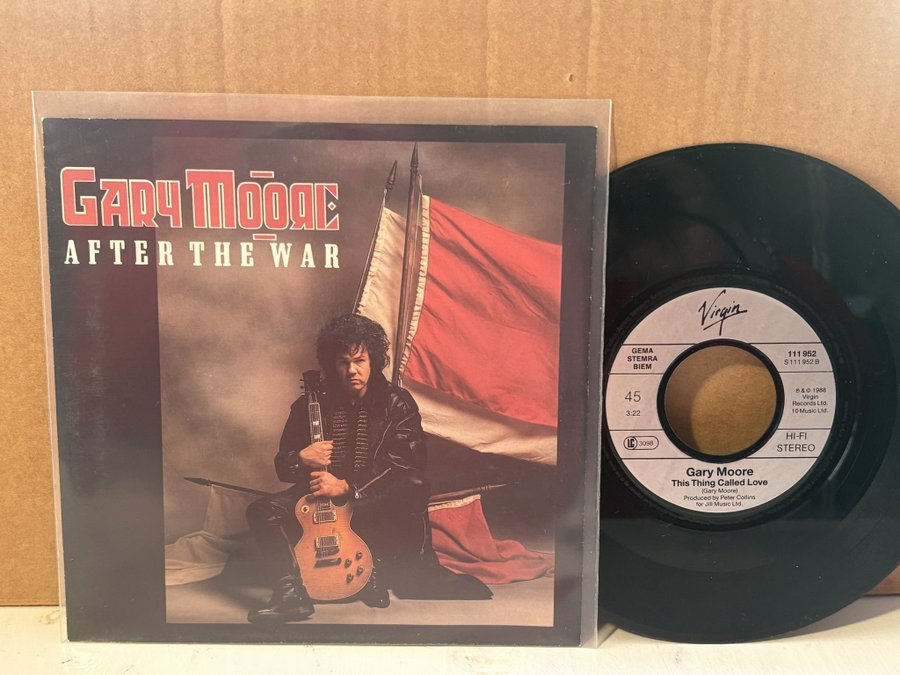 GARY MOORE
AFTER THE WAR
Virgin
GEMA
STEMRA
BIEM
111 952
S 111 952 B
45
3:22
℗ & © 1988
Virgin
Records Ltd.
10 Music Ltd.
LC 3098
HI-FI
STEREO
Gary Moore
This Thing Called Love
(Gary Moore)
Produced by Peter Collins
for Jill Music Ltd.